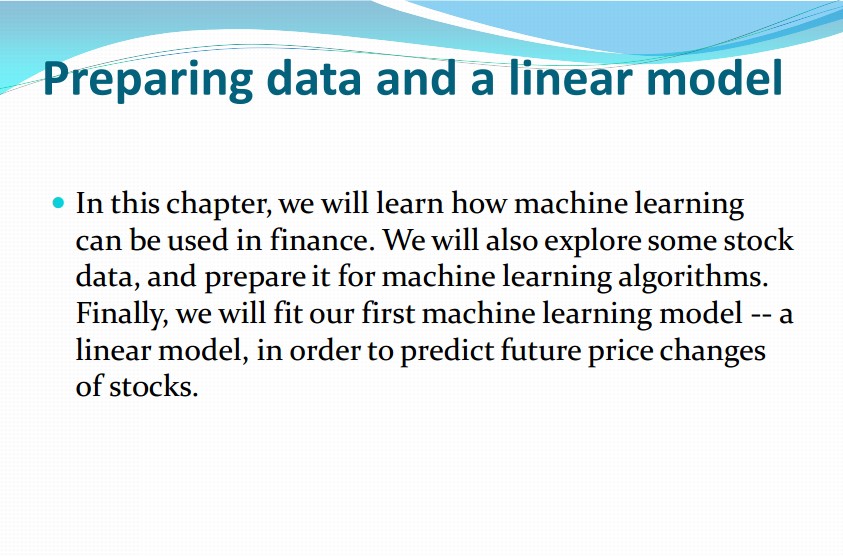 Preparing data and a linear model
In this chapter, we will learn how machine learning
can be used in finance. We will also explore some stock
data, and prepare it for machine learning algorithms.
Finally, we will fit our first machine learning model -- a
linear model, in order to predict future price changes
of stocks.